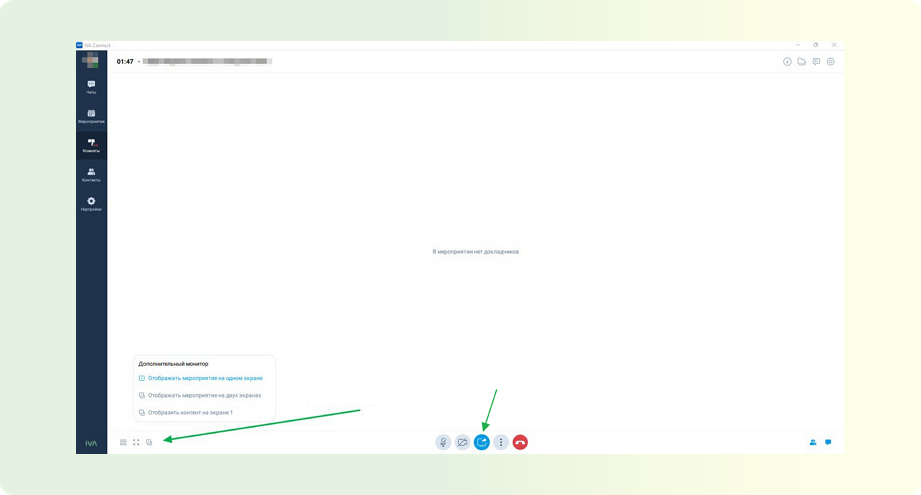 IVA Connect
01:47
Чаты
Мероприятия
Комнаты
Контакты
Настройки
В мероприятии нет докладчиков
Дополнительный монитор
Отображать мероприятие на одном экране
Отображать мероприятие на двух экранах
Отобразить контент на экране 1
IVA